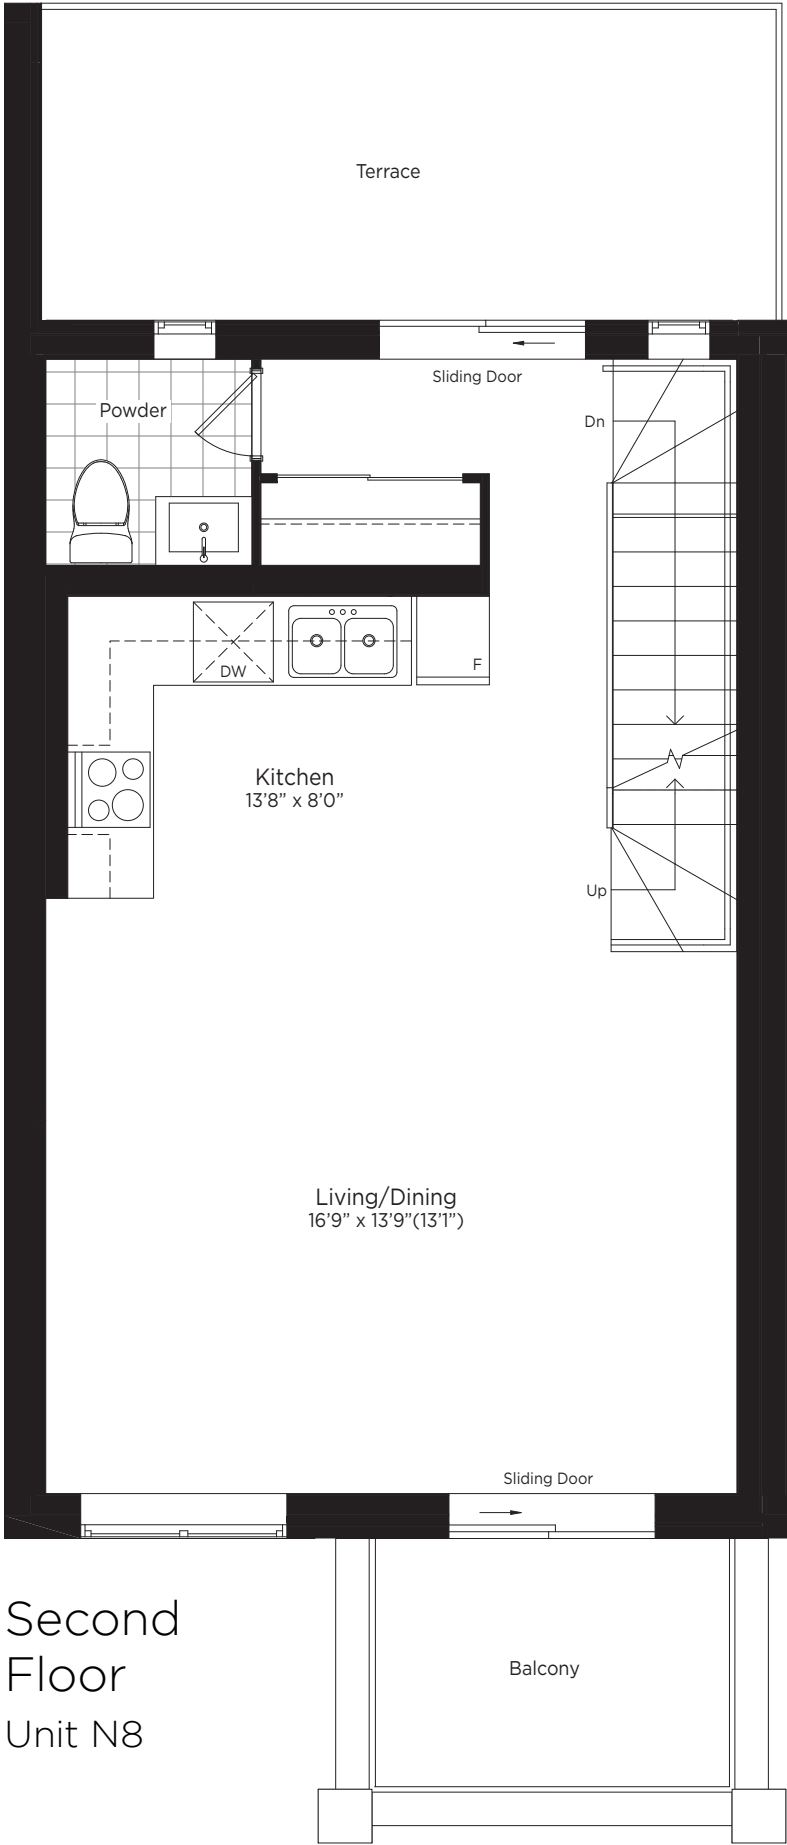 Terrace
Sliding Door
Powder
Dn
F
DW
Kitchen
13’8” x 8’0”
Up
Living/Dining
16’9” x 13’9”(13’1”)
Sliding Door
Balcony
Second
Floor
Unit N8